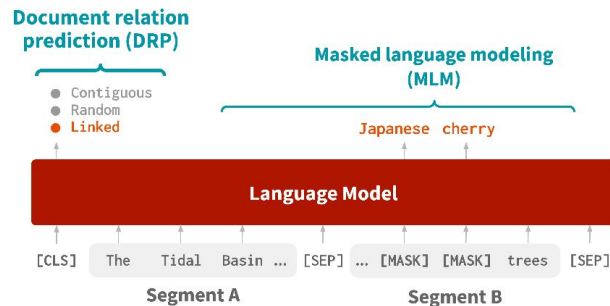 Document relation
prediction (DRP)
Masked language modeling
(MLM)
Contiguous
Random
Linked
Japanese cherry
Language Model
[CLS] The Tidal Basin ... [SEP] ... [MASK] [MASK] trees [SEP]
Segment A Segment B